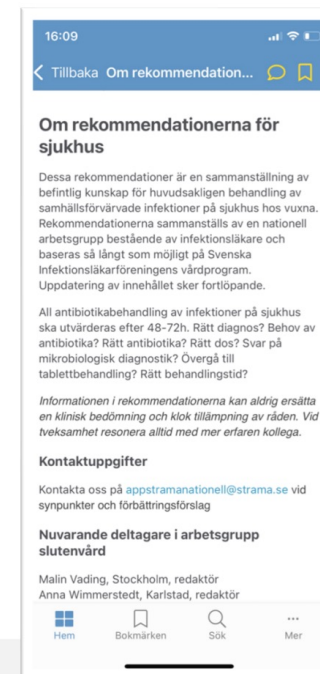 16:09
Tillbaka Om rekommendation...
Om rekommendationerna för
sjukhus
Dessa rekommendationer är en sammanställning av
befintlig kunskap för huvudsakligen behandling av
samhällsförvärvade infektioner på sjukhus hos vuxna.
Rekommendationerna sammanställs av en nationell
arbetsgrupp bestående av infektionsläkare och
baseras så långt som möjligt på Svenska
Infektionsläkarföreningens vårdprogram.
Uppdatering av innehållet sker fortlöpande.
All antibiotikabehandling av infektioner på sjukhus
ska utvärderas efter 48-72h. Rätt diagnos? Behov av
antibiotika? Rätt antibiotika? Rätt dos? Svar på
mikrobiologisk diagnostik? Övergå till
tablettbehandling? Rätt behandlingstid?
Informationen i rekommendationerna kan aldrig ersätta
en klinisk bedömning och klok tillämpning av råden. Vid
tveksamhet resonera alltid med mer erfaren kollega.
Kontaktuppgifter
Kontakta oss på appstramanationell@strama.se vid
synpunkter och förbättringsförslag
Nuvarande deltagare i arbetsgrupp
slutenvård
Malin Vading, Stockholm, redaktör
Anna Wimmerstedt, Karlstad, redaktör
Hem Bokmärken Sök Mer